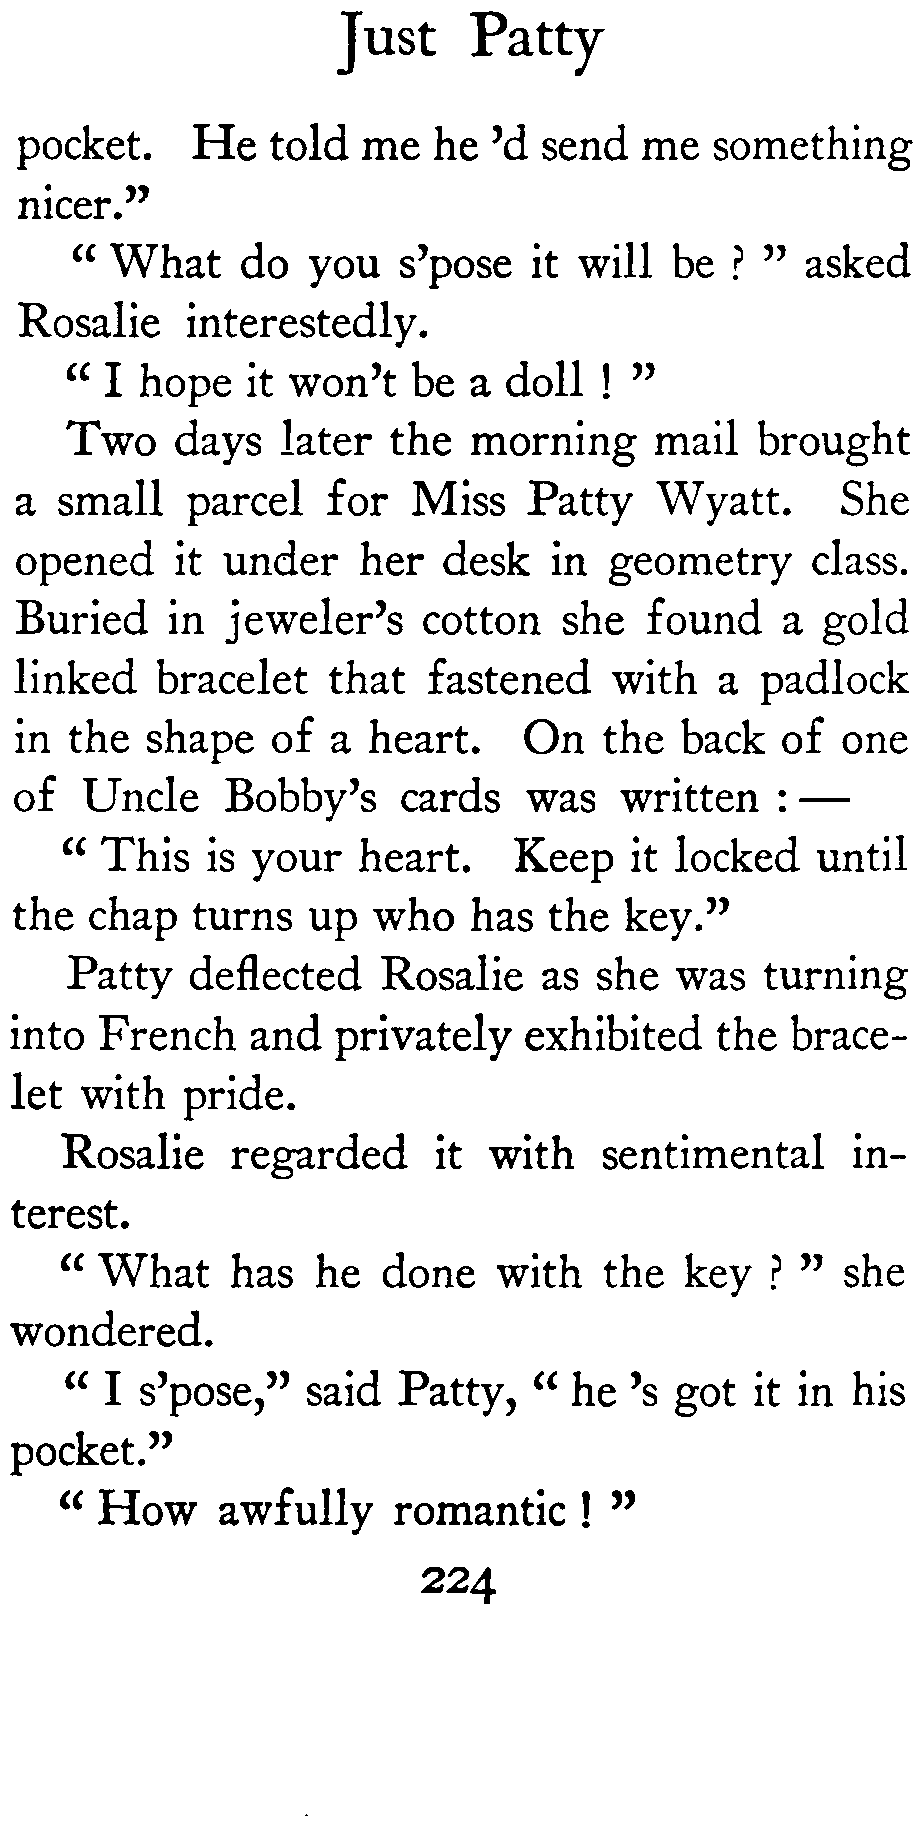 Just Patty
pocket. He told me he 'd send me something
nicer.”
“ What do you s'pose it will be ? ” asked
Rosalie interestedly.
“ I hope it won't be a doll ! ”
Two days later the morning mail brought
a small parcel for Miss Patty Wyatt. She
opened it under her desk in geometry class.
Buried in jeweler's cotton she found a gold
linked bracelet that fastened with a padlock
in the shape of a heart. On the back of one
of Uncle Bobby's cards was written : —
“ This is your heart. Keep it locked until
the chap turns up who has the key.”
Patty deflected Rosalie as she was turning
into French and privately exhibited the brace-
let with pride.
Rosalie regarded it with sentimental in-
terest.
“ What has he done with the key ? ” she
wondered.
“ I s'pose,” said Patty, “ he 's got it in his
pocket.”
“ How awfully romantic ! ”
224